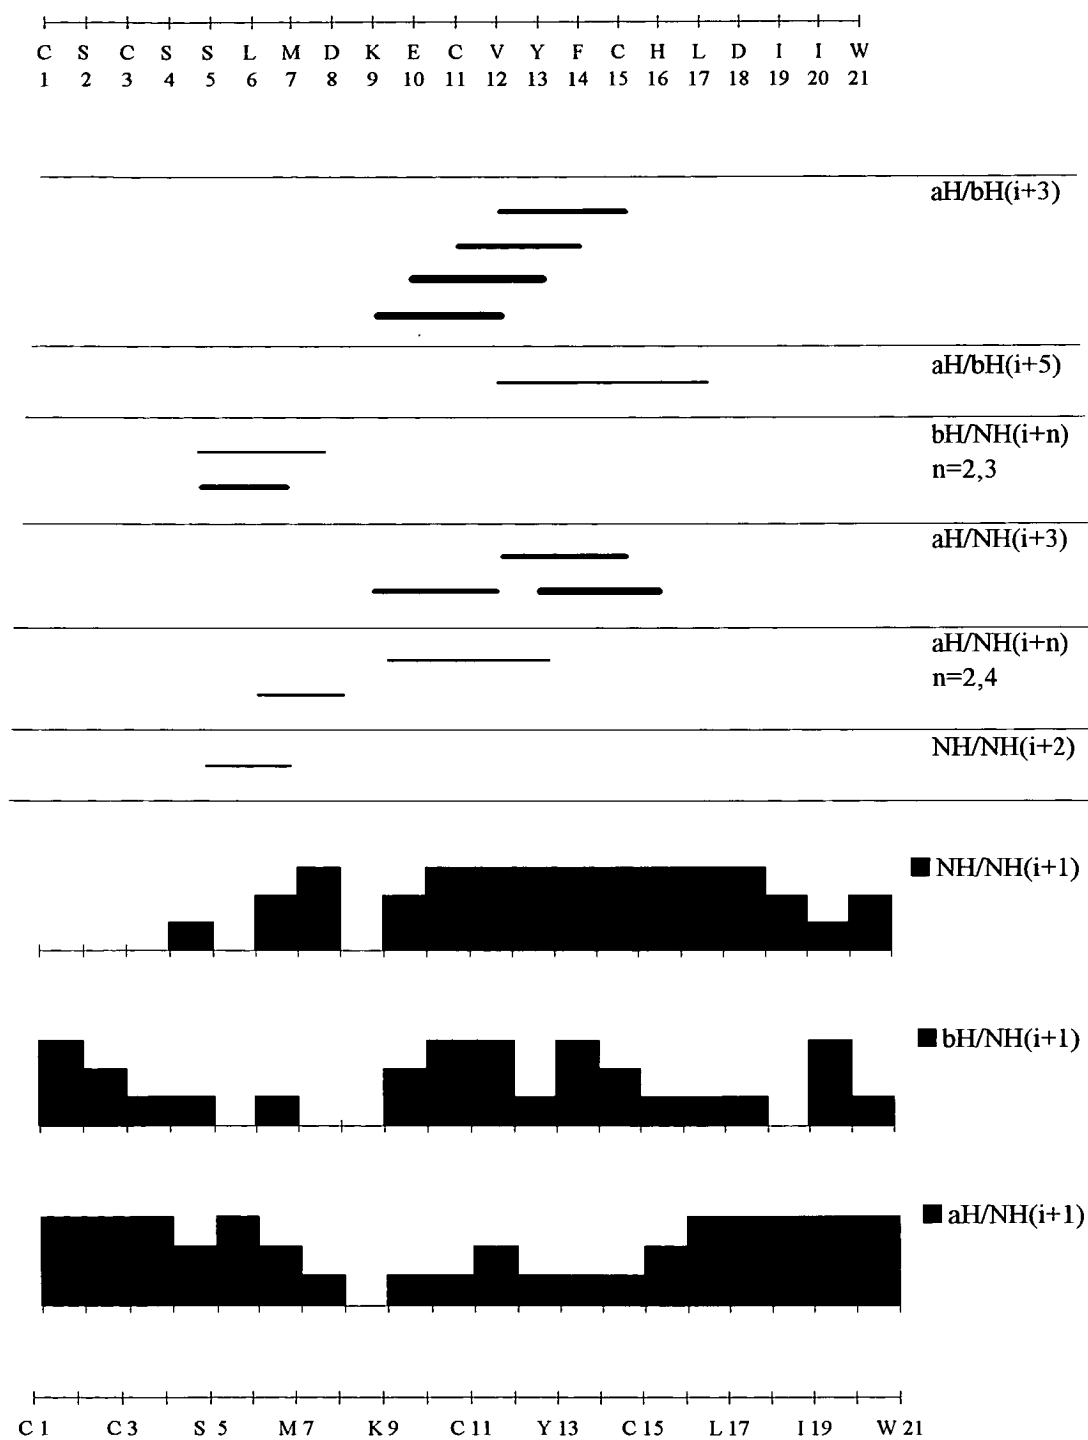 C S C S S L M D K E C V Y F C H L D I I W
1 2 3 4 5 6 7 8 9 10 11 12 13 14 15 16 17 18 19 20 21
aH/bH(i+3)
aH/bH(i+5)
bH/NH(i+n)
n=2,3
aH/NH(i+3)
aH/NH(i+n)
n=2,4
NH/NH(i+2)
NH/NH(i+1)
bH/NH(i+1)
aH/NH(i+1)
C 1 C 3 S 5 M 7 K 9 C 11 Y 13 C 15 L 17 I 19 W 21